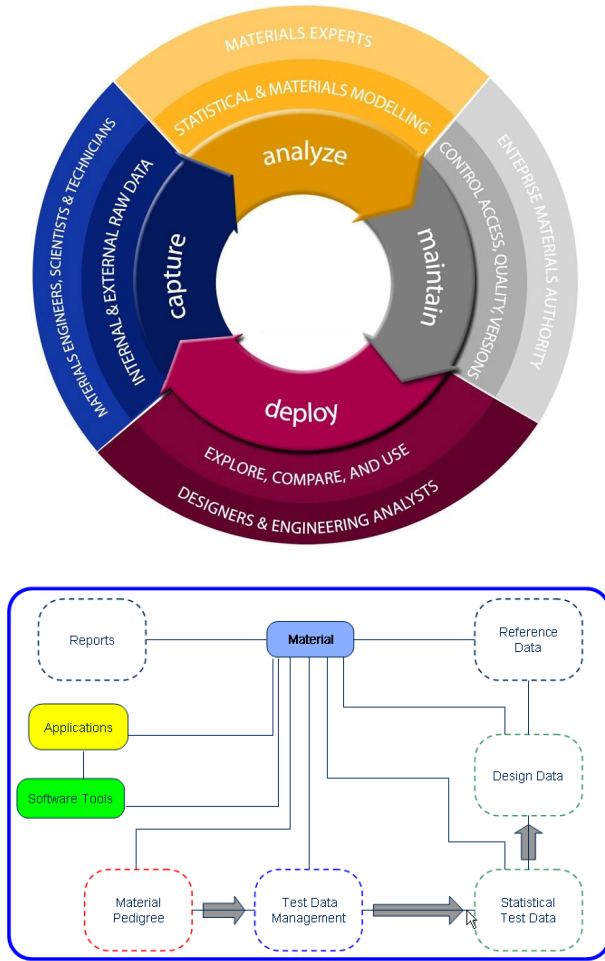 MATERIALS EXPERTS
STATISTICAL & MATERIALS MODELLING
analyze
ENTEPRISE MATERIALS AUTHORITY
CONTROL ACCESS, QUALITY, VERSIONS
maintain
MATERIALS ENGINEERS, SCIENTISTS & TECHNICIANS
INTERNAL & EXTERNAL RAW DATA
capture
deploy
EXPLORE, COMPARE, AND USE
DESIGNERS & ENGINEERING ANALYSTS
Reports
Material
Reference
Data
Applications
Software Tools
Design Data
Material
Pedigree
Test Data
Management
Statistical
Test Data